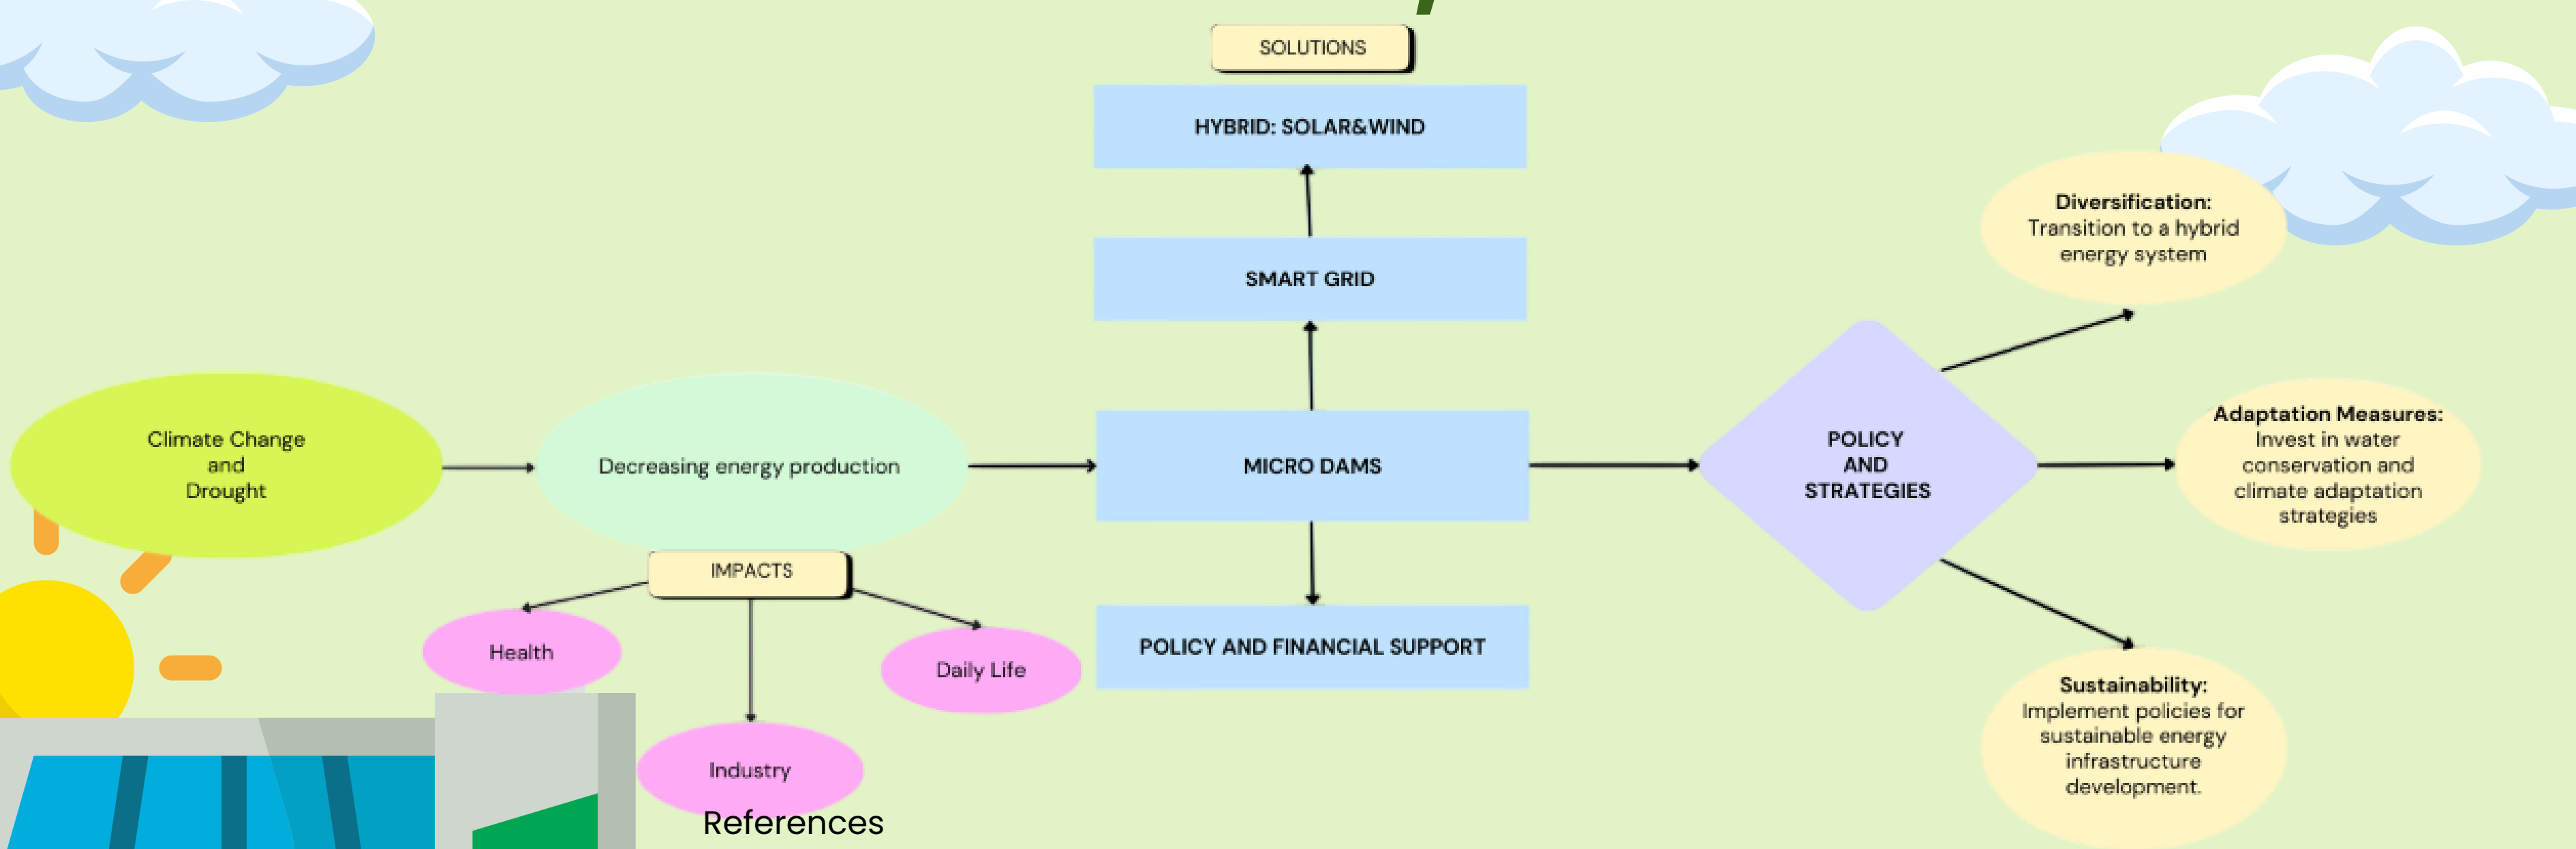 SOLUTIONS
HYBRID: SOLAR&WIND
SMART GRID
MICRO DAMS
POLICY AND FINANCIAL SUPPORT
Climate Change
and
Drought
Decreasing energy production
IMPACTS
Health
Industry
Daily Life
POLICY
AND
STRATEGIES
Diversification:
Transition to a hybrid
energy system
Adaptation Measures:
Invest in water
conservation and
climate adaptation
strategies
Sustainability:
Implement policies for
sustainable energy
infrastructure
development.
References